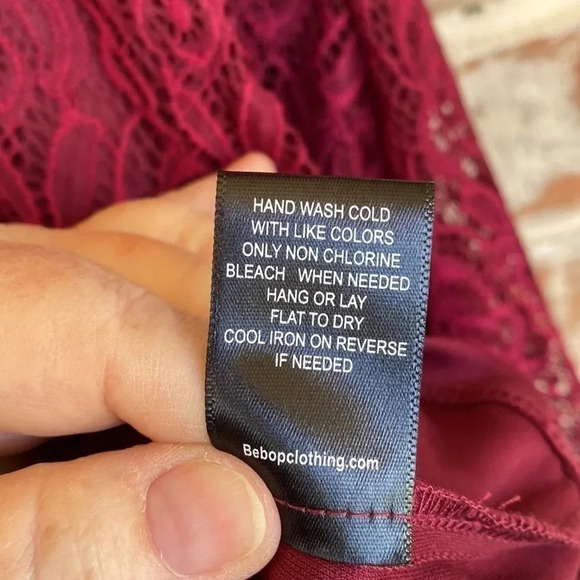 HAND WASH COLD
WITH LIKE COLORS
ONLY NON CHLORINE
BLEACH WHEN NEEDED
HANG OR LAY
FLAT TO DRY
COOL IRON ON REVERSE
IF NEEDED
Bebopclothing.com